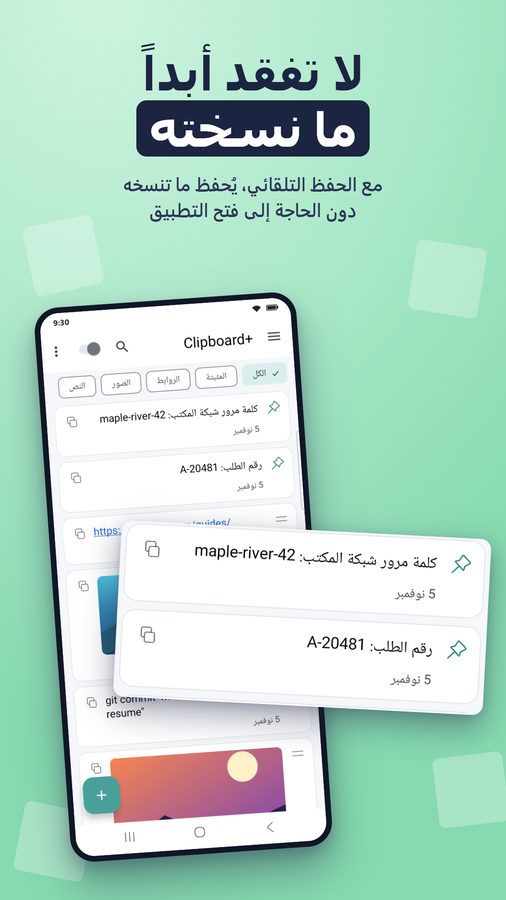 لا تفقد أبداً
ما نسخته
مع الحفظ التلقائي، يُحفظ ما تنسخه
دون الحاجة إلى فتح التطبيق
9:30
Clipboard+
الكل
المثبتة
الروابط
الصور
النص
كلمة مرور شبكة المكتب: maple-river-42
5 نوفمبر
رقم الطلب: A-20481
5 نوفمبر
https:
/guides/
كلمة مرور شبكة المكتب: maple-river-42
5 نوفمبر
رقم الطلب: A-20481
5 نوفمبر
git commit
resume"
5 نوفمبر